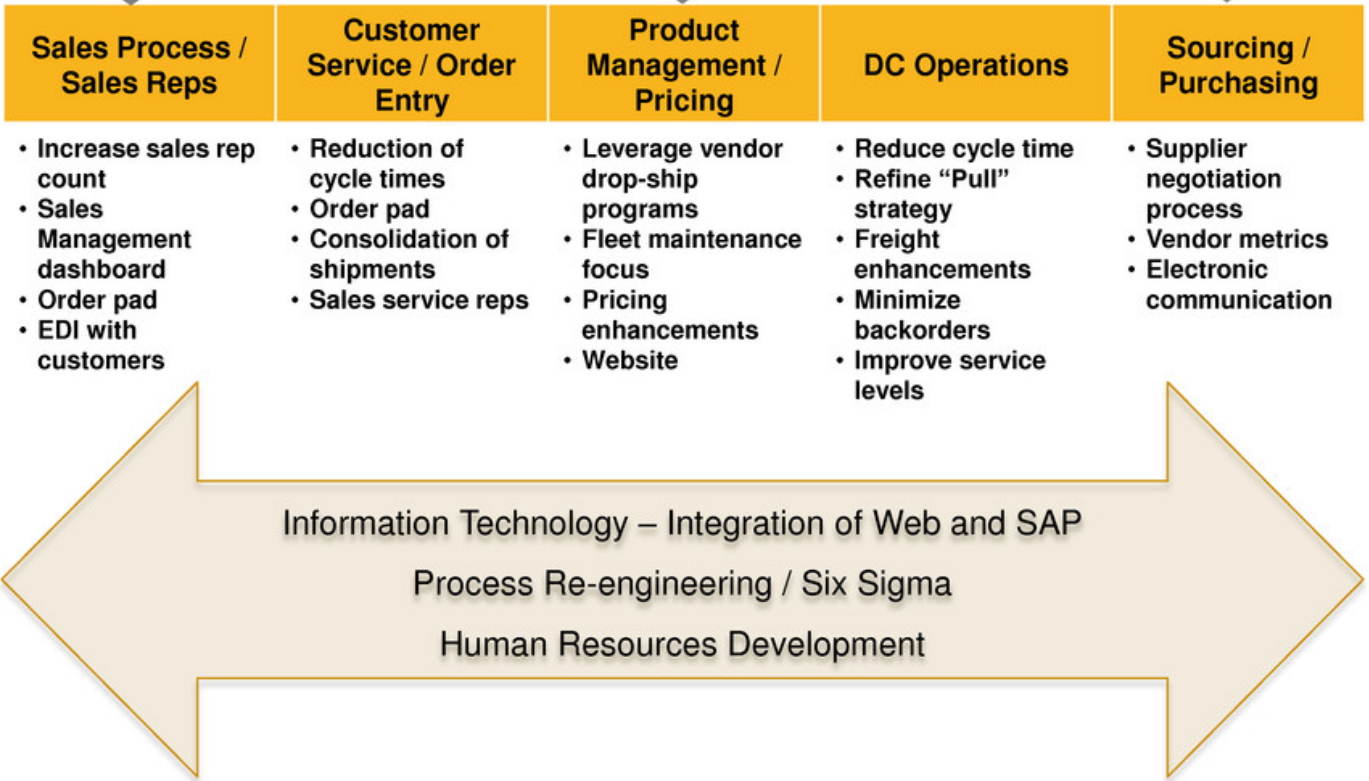 Sales Process /
Sales Reps
Customer
Service / Order
Entry
Product
Management /
Pricing
DC Operations
Sourcing /
Purchasing
• Increase sales rep
count
• Sales
Management
dashboard
• Order pad
• EDI with
customers
• Reduction of
cycle times
• Order pad
• Consolidation of
shipments
• Sales service reps
• Leverage vendor
drop-ship
programs
• Fleet maintenance
focus
• Pricing
enhancements
• Website
• Reduce cycle time
• Refine “Pull”
strategy
• Freight
enhancements
• Minimize
backorders
• Improve service
levels
• Supplier
negotiation
process
• Vendor metrics
• Electronic
communication
Information Technology – Integration of Web and SAP
Process Re-engineering / Six Sigma
Human Resources Development